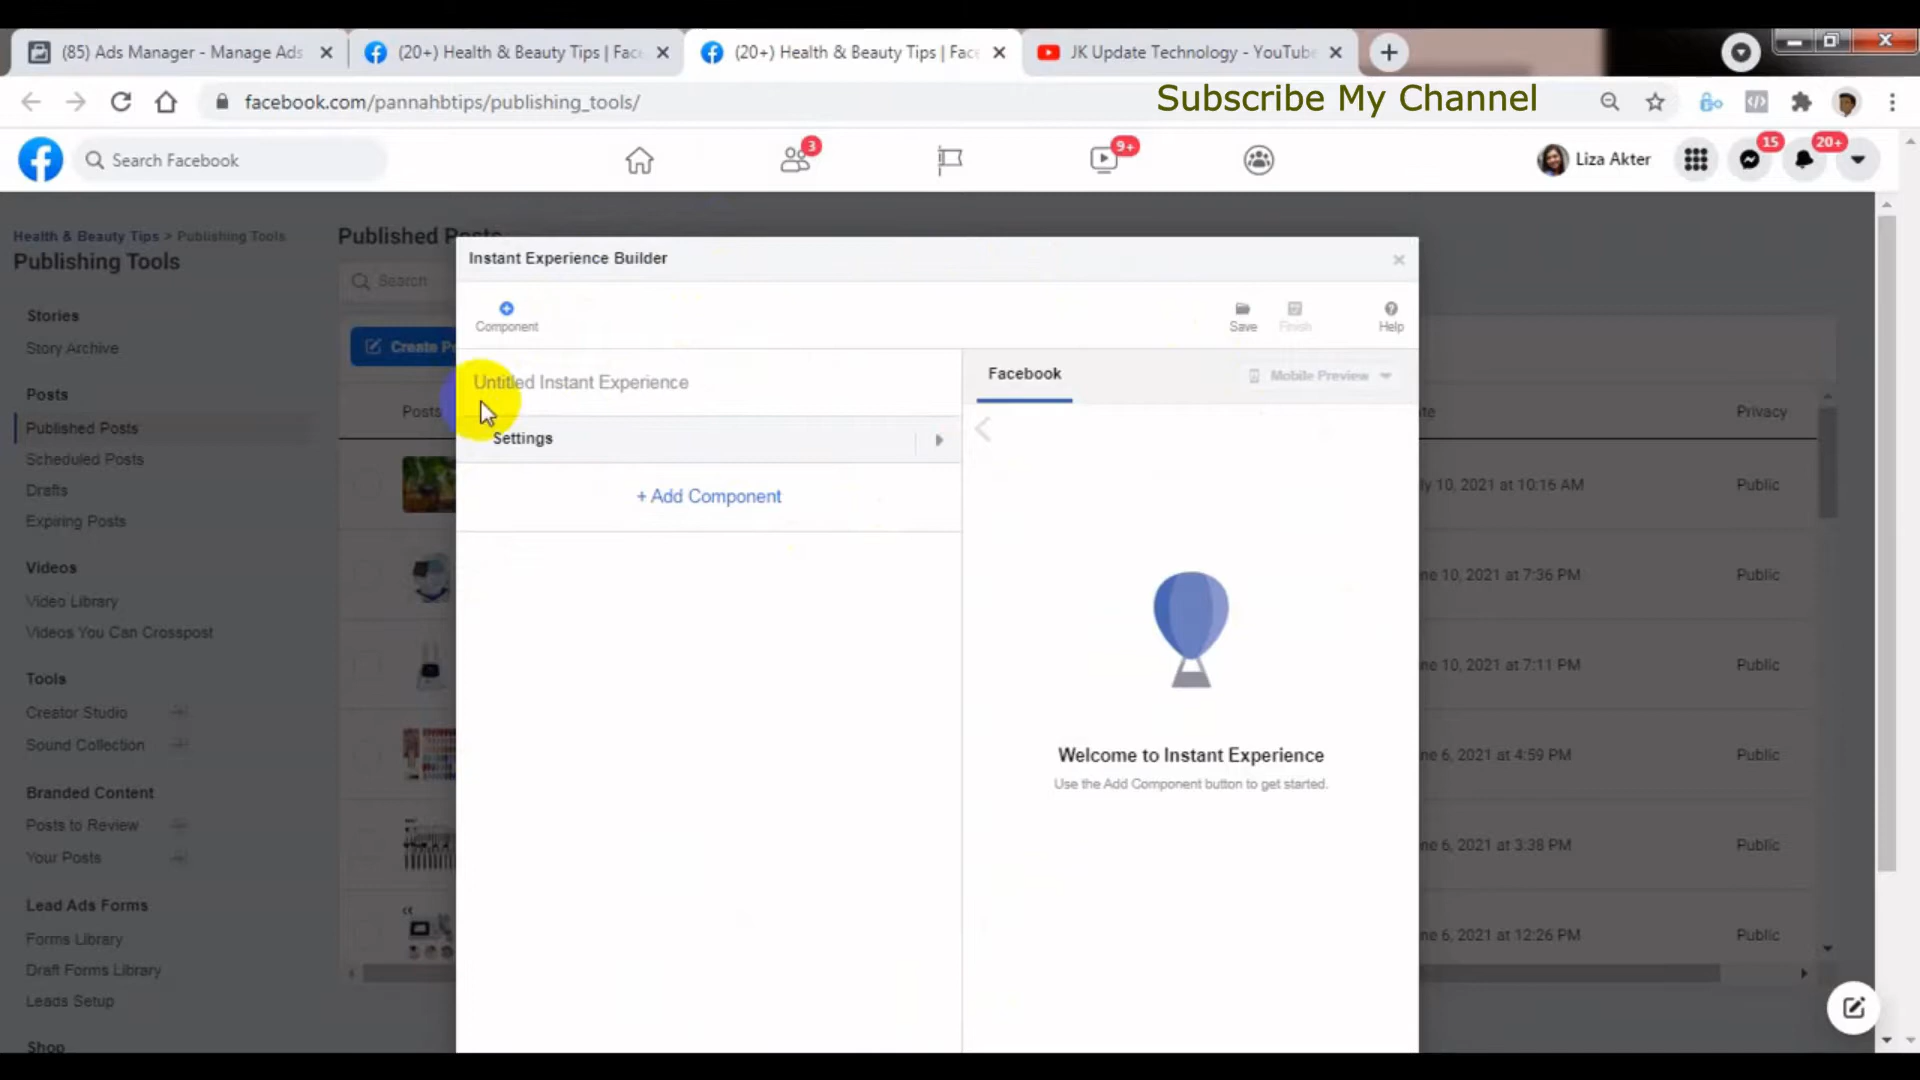 (85) Ads Manager - Manage Ads
(20+) Health & Beauty Tips | Fac
(20+) Health & Beauty Tips | Fac
JK Update Technology - YouTube
facebook.com/pannahbtips/publishing_tools/
Subscribe My Channel
Search Facebook
3
9+
Liza Akter
15
20+
Health & Beauty Tips > Publishing Tools
Publishing Tools
Published Posts
Search
Instant Experience Builder
Component
Save
Finish
Help
Stories
Story Archive
Create P
Untitled Instant Experience
Facebook
Mobile Preview
Posts
Published Posts
Scheduled Posts
Drafts
Expiring Posts
Posts
Privacy
Settings
+ Add Component
ly 10, 2021 at 10:16 AM
Public
Videos
Video Library
Videos You Can Crosspost
ne 10, 2021 at 7:36 PM
Public
Tools
Creator Studio
Sound Collection
ne 10, 2021 at 7:11 PM
Public
Welcome to Instant Experience
Use the Add Component button to get started.
ne 6, 2021 at 4:59 PM
Public
Branded Content
Posts to Review
Your Posts
ne 6, 2021 at 3:38 PM
Public
Lead Ads Forms
Forms Library
Draft Forms Library
Leads Setup
ne 6, 2021 at 12:26 PM
Public
Shop